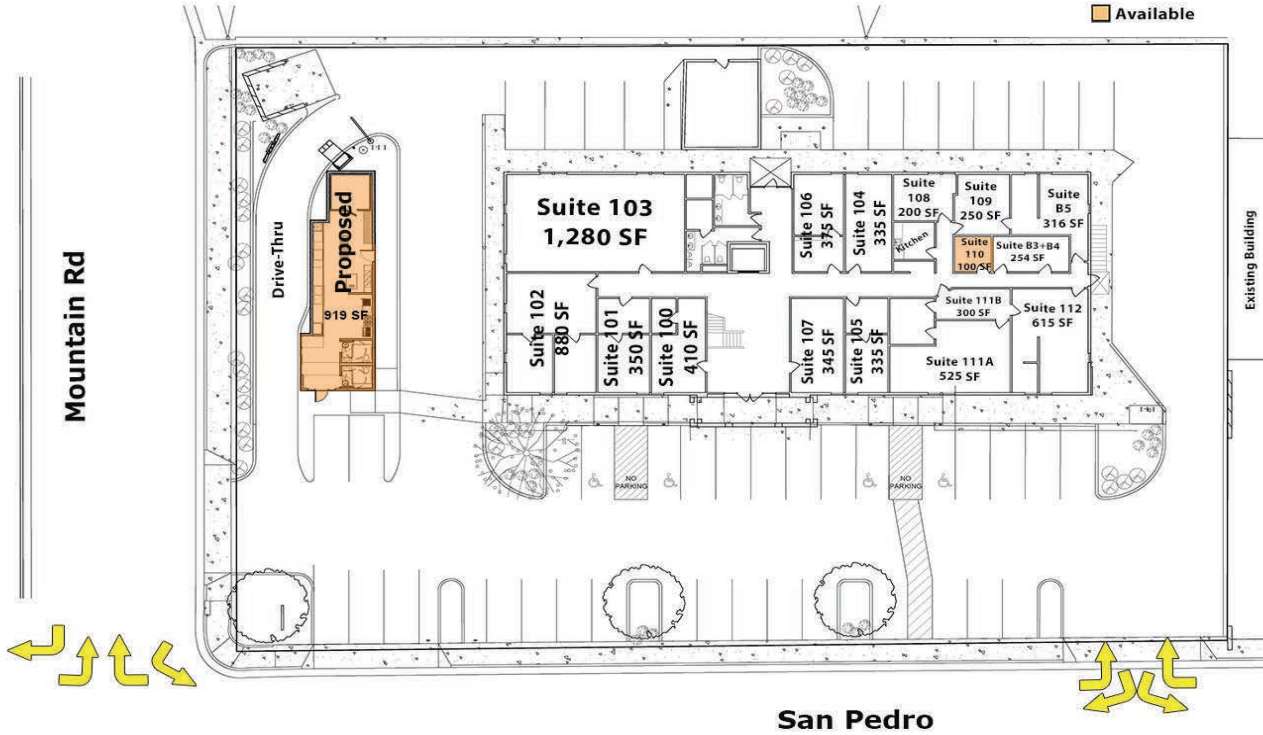 Available
Mountain Rd
Drive-Thru
Proposed
919 SF
Suite 103
1,280 SF
Suite 102
880 SF
Suite 101
350 SF
Suite 100
410 SF
Suite 106
375 SF
Suite 104
335 SF
Suite
108
200 SF
Kitchen
Suite
109
250 SF
Suite
B5
316 SF
Suite
110
100 SF
Suite B3+B4
254 SF
Suite 107
345 SF
Suite 105
335 SF
Suite 111B
300 SF
Suite 111A
525 SF
Suite 112
615 SF
Existing Building
NO
PARKING
NO
PARKING
San Pedro